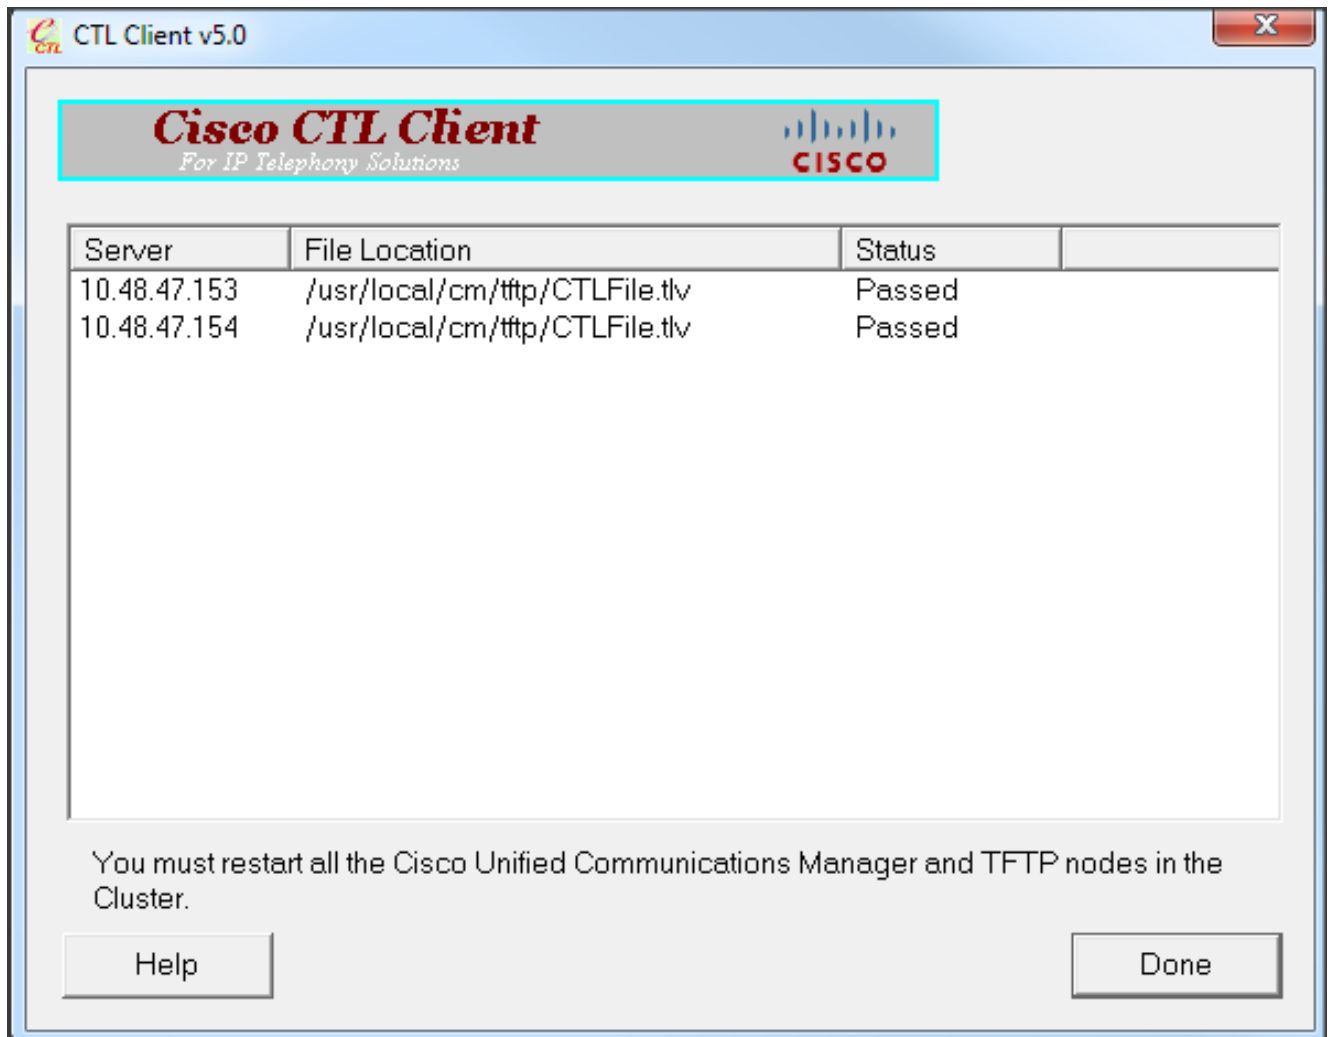 CTL Client v5.0
Cisco CTL Client
For IP Telephony Solutions
CISCO
Server File Location Status
10.48.47.153 /usr/local/cm/tftp/CTLFile.tlv Passed
10.48.47.154 /usr/local/cm/tftp/CTLFile.tlv Passed
You must restart all the Cisco Unified Communications Manager and TFTP nodes in the
Cluster.
Help Done